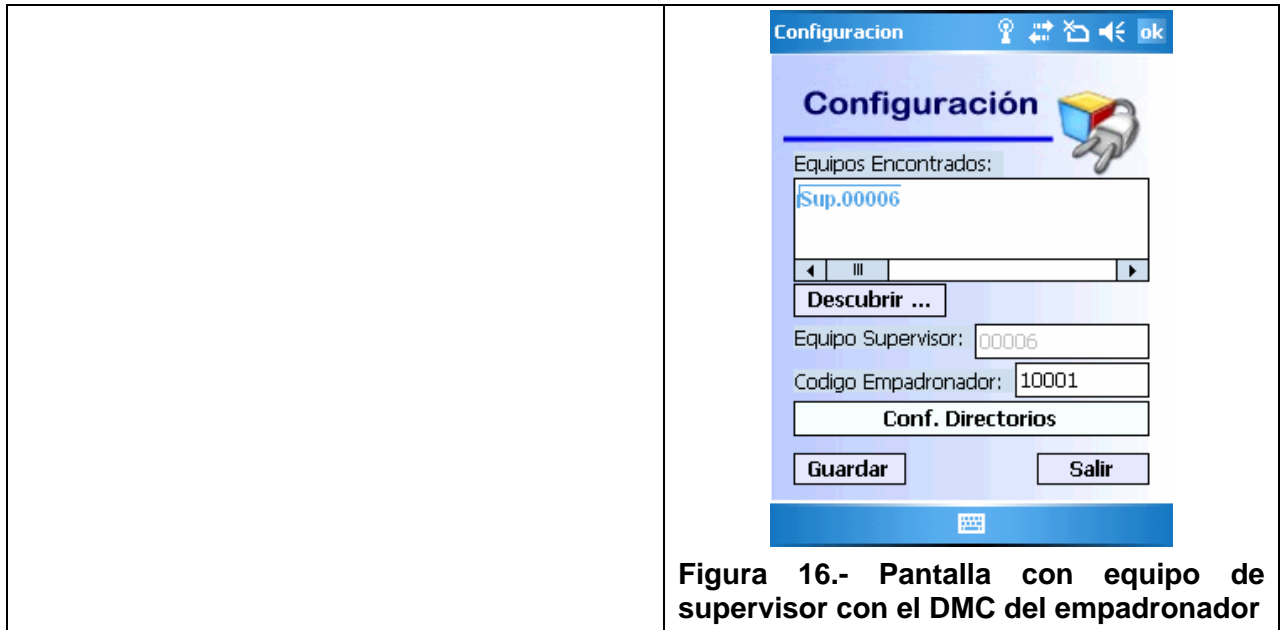 Configuracion
ok
Configuración
Equipos Encontrados:
Sup.00006
Descubrir ...
Equipo Supervisor: 00006
Codigo Empadronador: 10001
Conf. Directorios
Guardar Salir
Figura 16.- Pantalla con equipo de
supervisor con el DMC del empadronador